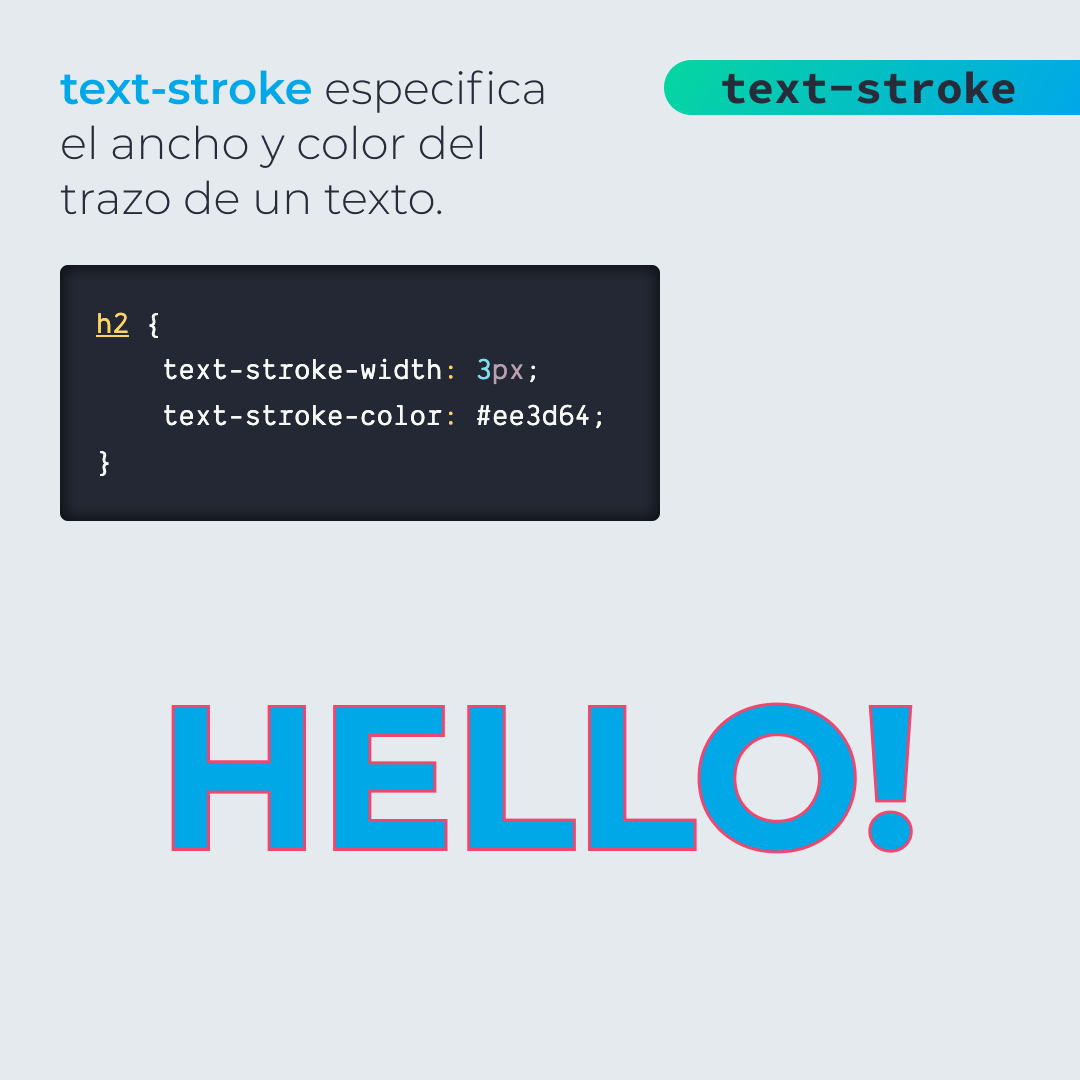 text-stroke especifica
el ancho y color del
trazo de un texto.
text-stroke
h2 {
    text-stroke-width: 3px;
    text-stroke-color: #ee3d64;
}
HELLO!